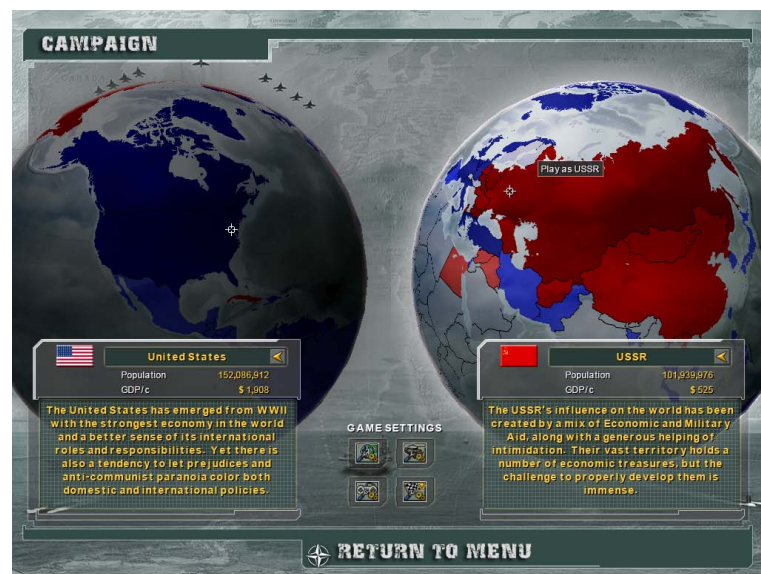 CAMPAIGN
Play as USSR
United States
Population 152,086,912
GDP/c $ 1,908
The United States has emerged from WWII
with the strongest economy in the world
and a better sense of its international
roles and responsibilities. Yet there is
also a tendency to let prejudices and
anti-communist paranoia color both
domestic and international policies.
GAME SETTINGS
USSR
Population 101,939,976
GDP/c $ 525
The USSR's influence on the world has been
created by a mix of Economic and Military
Aid, along with a generous helping of
intimidation. Their vast territory holds a
number of economic treasures, but the
challenge to properly develop them is
immense.
RETURN TO MENU